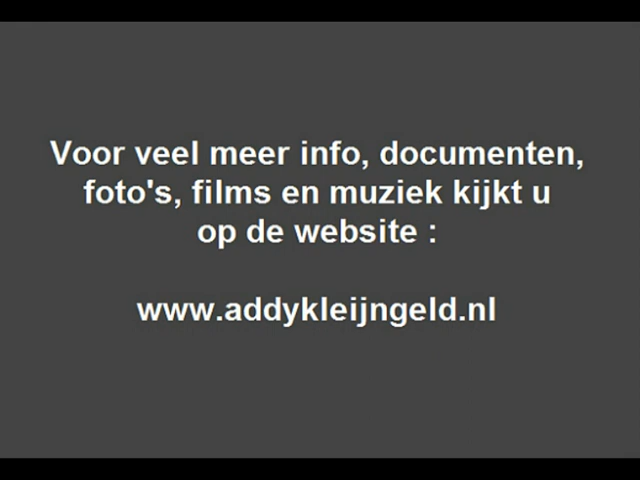 Voor veel meer info, documenten,
foto's, films en muziek kijkt u
op de website :
www.addykleijngeld.nl